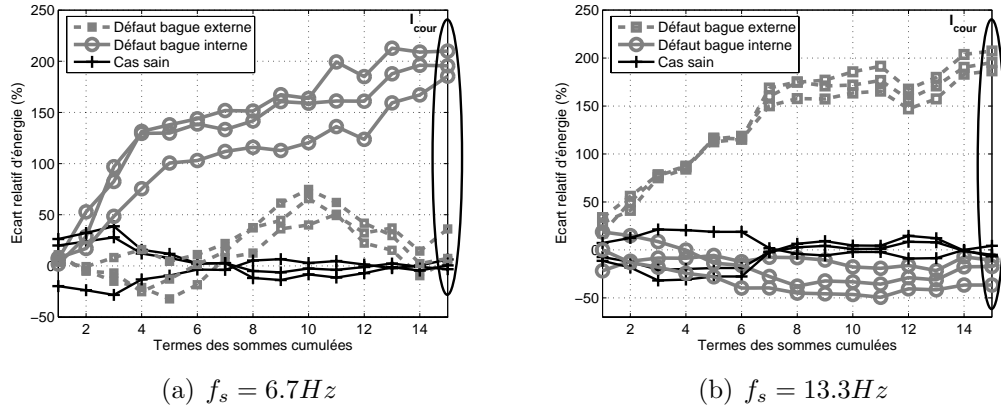 I_cour
Défaut bague externe
Défaut bague interne
Cas sain
Ecart relatif d'énergie (%)
250
200
150
100
50
0
−50
2
4
6
8
10
12
14
Termes des sommes cumulées
(a) f_s = 6.7Hz
I_cour
Défaut bague externe
Défaut bague interne
Cas sain
Ecart relatif d'énergie (%)
250
200
150
100
50
0
−50
2
4
6
8
10
12
14
Termes des sommes cumulées
(b) f_s = 13.3Hz